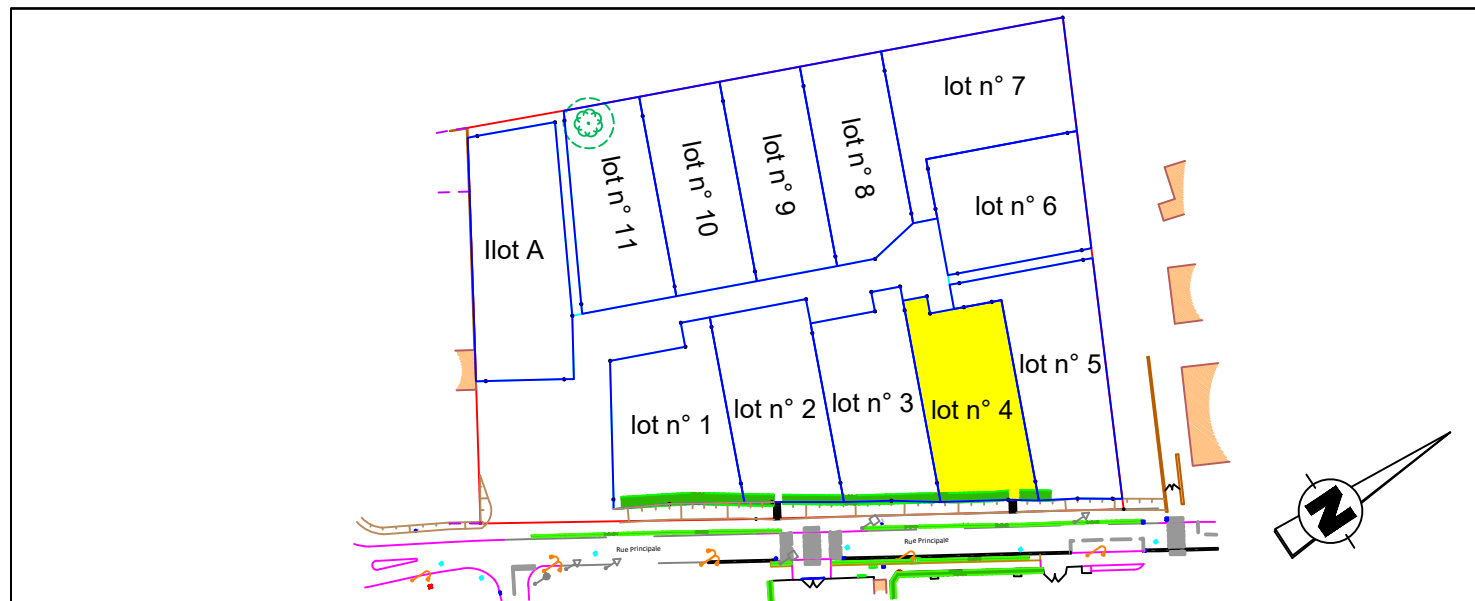 lot n° 7
lot n° 8
lot n° 9
lot n° 10
lot n° 11
lot n° 6
Ilot A
lot n° 5
lot n° 4
lot n° 3
lot n° 2
lot n° 1
Rue Principale
Rue Principale
N